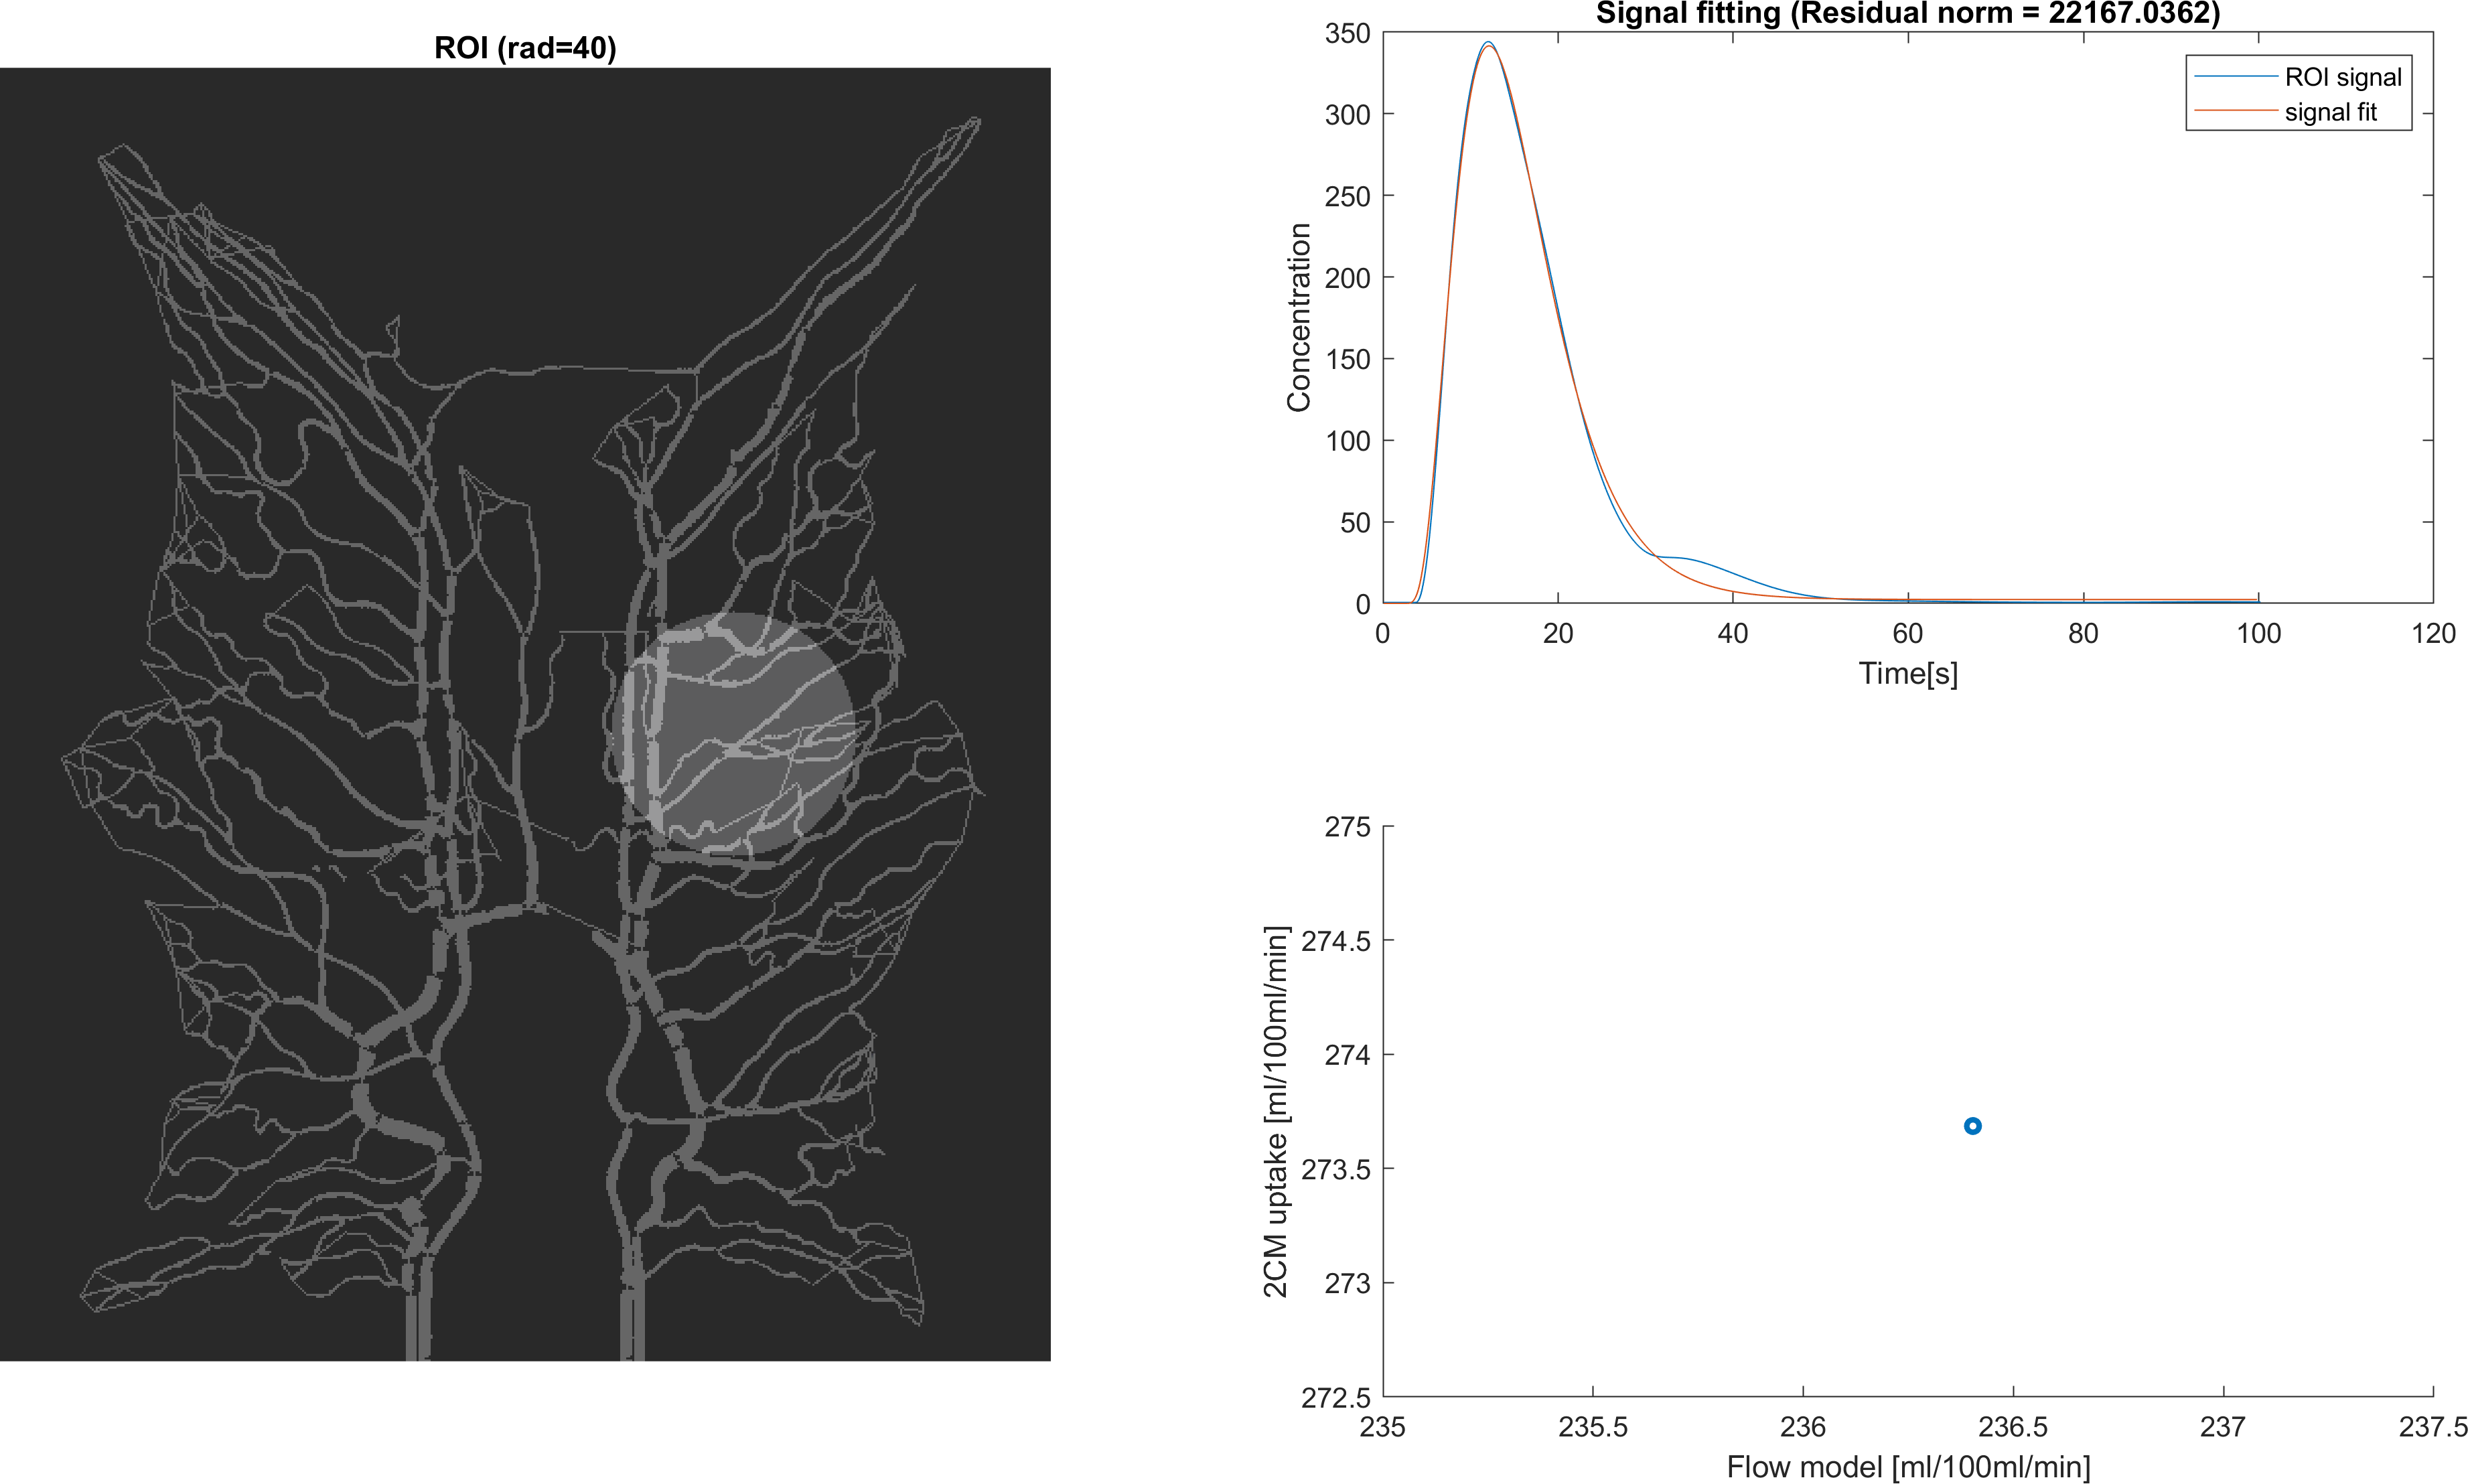 ROI (rad=40)
Signal fitting (Residual norm = 22167.0362)
350
300
250
200
150
100
50
0
Concentration
0 20 40 60 80 100 120
Time[s]
ROI signal
signal fit
275
274.5
274
273.5
273
272.5
2CM uptake [ml/100ml/min]
235 235.5 236 236.5 237 237.5
Flow model [ml/100ml/min]